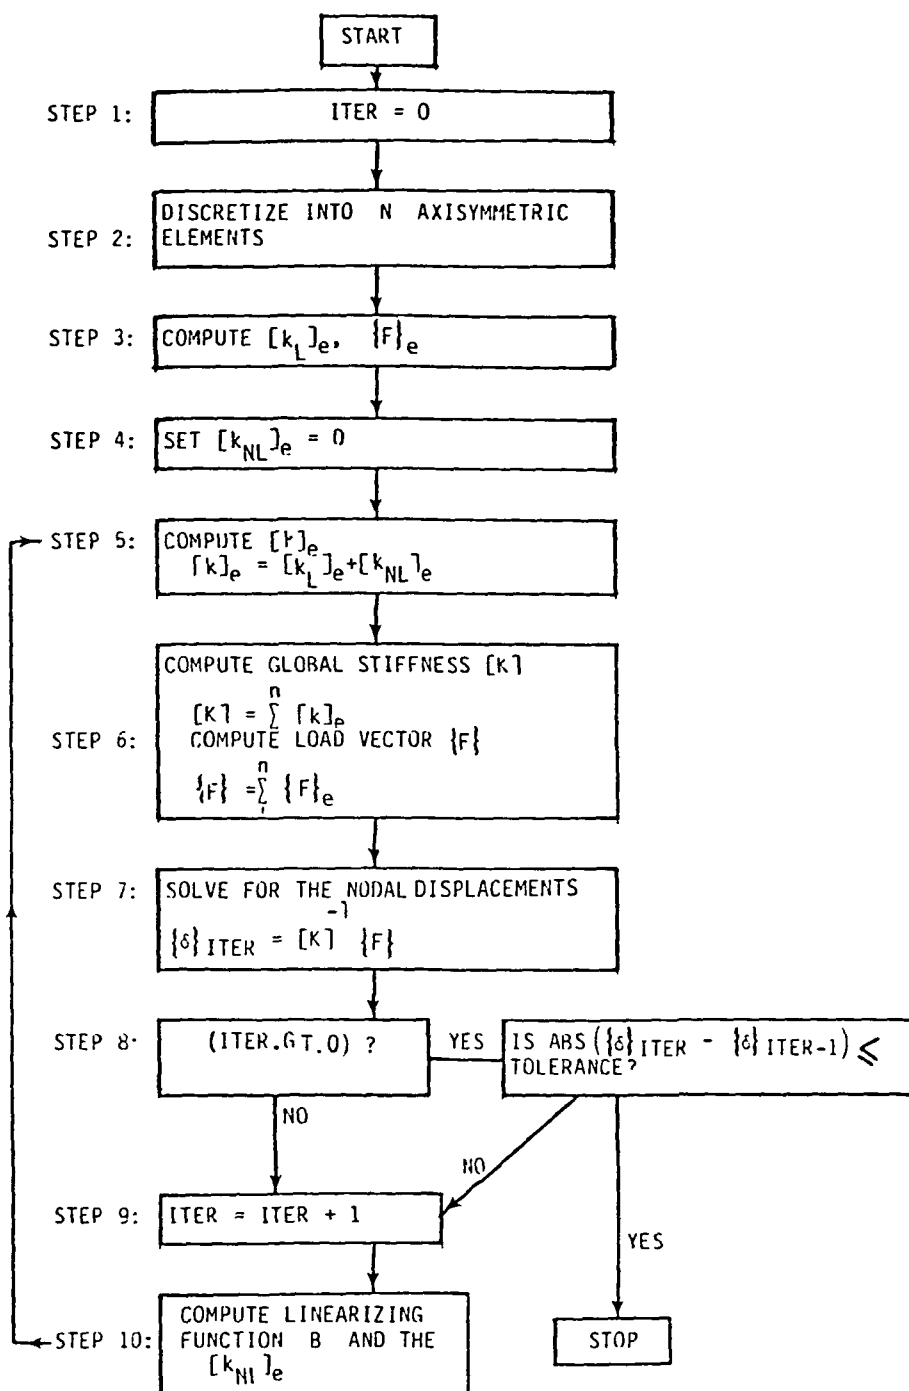 START
STEP 1:
ITER = 0
STEP 2:
DISCRETIZE INTO N AXISYMMETRIC
ELEMENTS
STEP 3:
COMPUTE [k_L]_e, {F}_e
STEP 4:
SET [k_NL]_e = 0
STEP 5:
COMPUTE [k]_e
[k]_e = [k_L]_e+[k_NL]_e
STEP 6:
COMPUTE GLOBAL STIFFNESS [K]
[K] = n∑ [k]_e
COMPUTE LOAD VECTOR {F}
{F} = n∑ {F}_e
STEP 7:
SOLVE FOR THE NODAL DISPLACEMENTS
{δ}_ITER = [K]^-1 {F}
STEP 8:
(ITER.GT.0) ?
YES
IS ABS({δ}_ITER - {δ}_ITER-1) ≤
TOLERANCE?
NO
NO
STEP 9:
ITER = ITER + 1
YES
STEP 10:
COMPUTE LINEARIZING
FUNCTION B AND THE
[k_Nl]_e
STOP